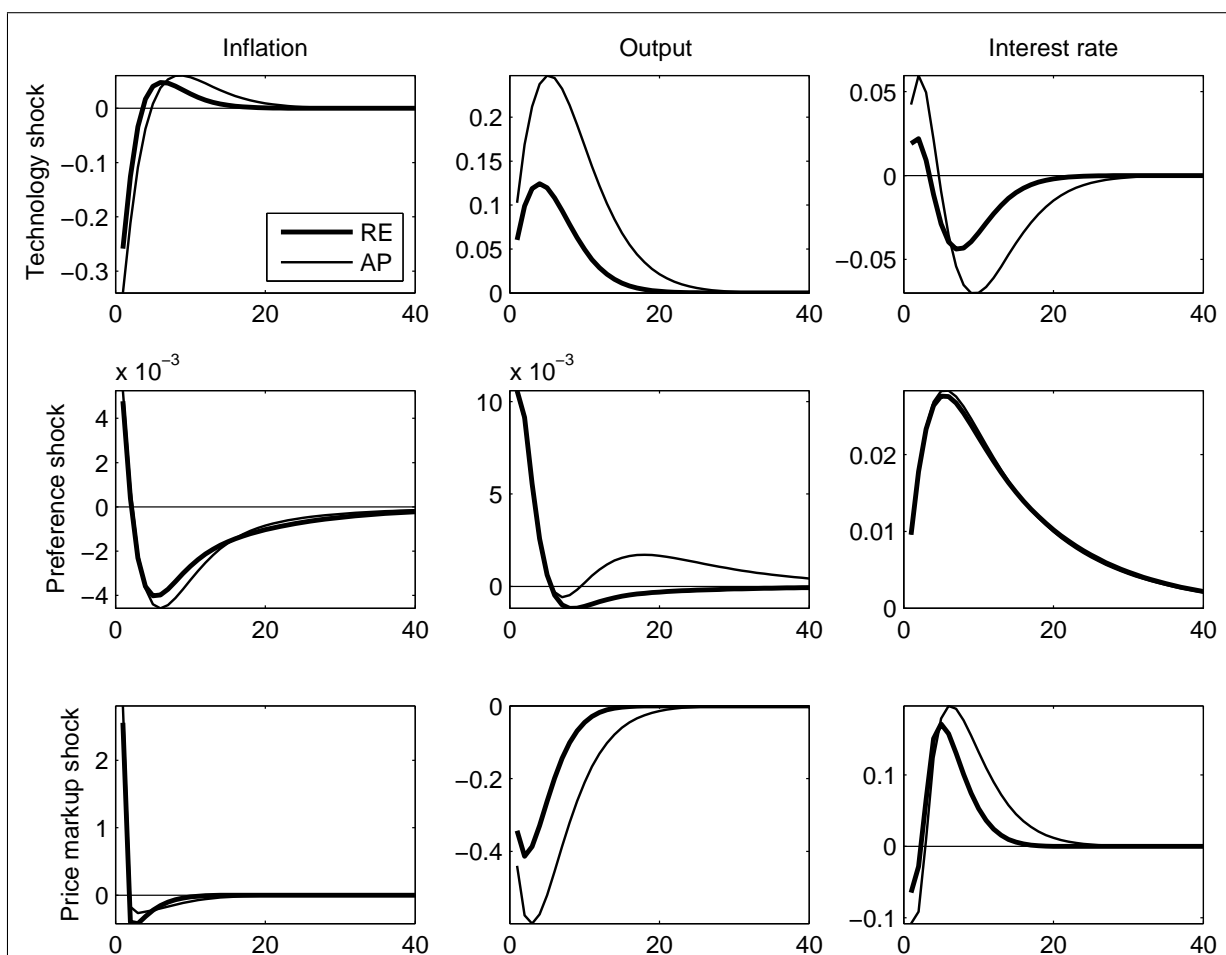 Inflation
Output
Interest rate
Technology shock
0
−0.1
−0.2
−0.3
RE
AP
0 20 40
0.2
0.15
0.1
0.05
0
0 20 40
0.05
0
−0.05
0 20 40
Preference shock
x 10−3
4
2
0
−2
−4
0 20 40
x 10−3
10
5
0
0 20 40
0.02
0.01
0
0 20 40
Price markup shock
2
1
0
0 20 40
0
−0.2
−0.4
0 20 40
0.1
0
−0.1
0 20 40